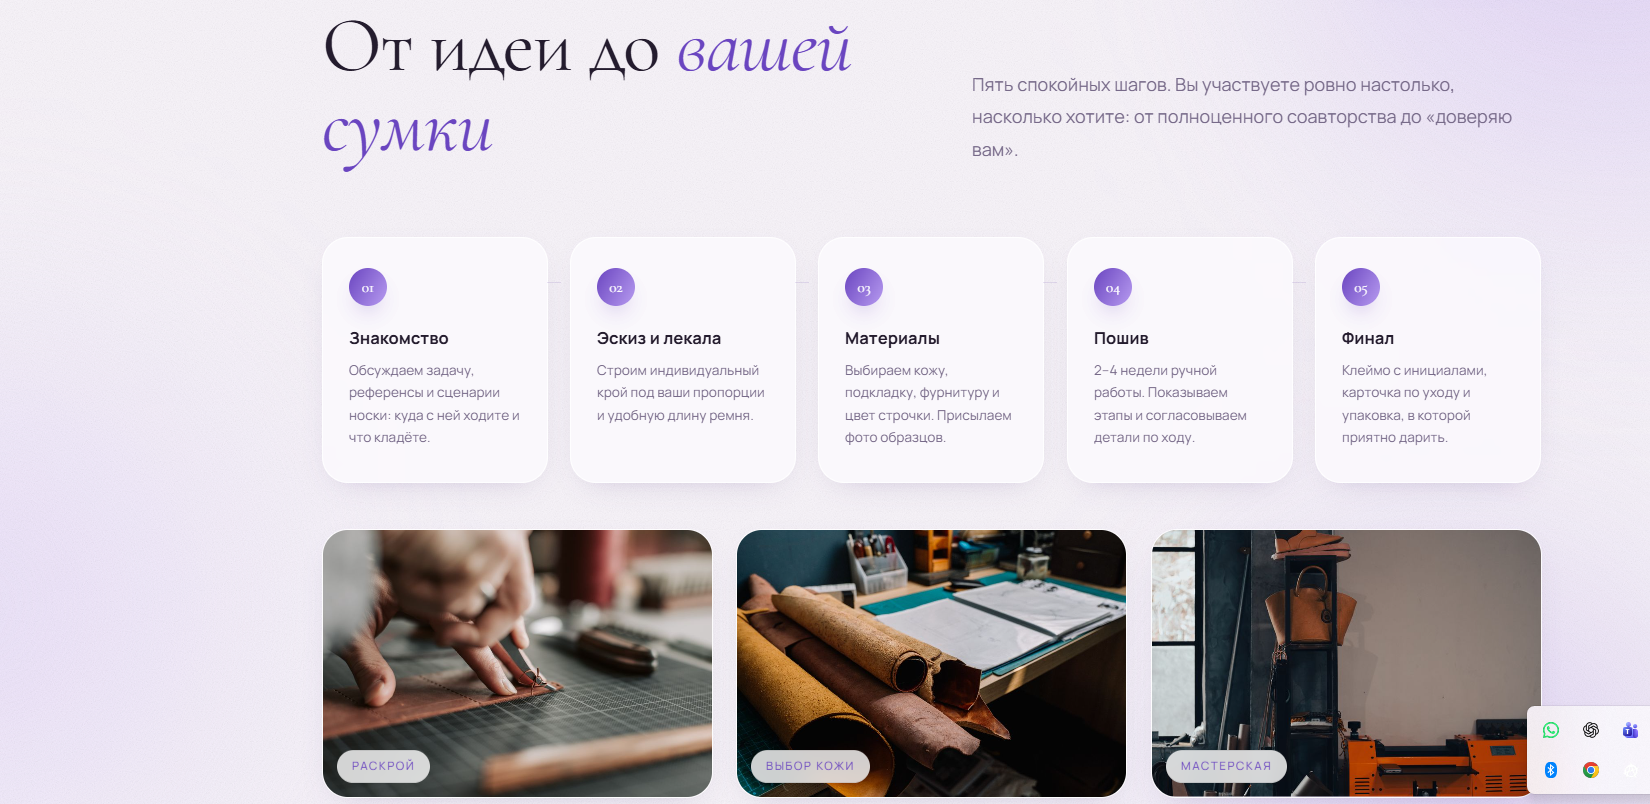 От идеи до вашей
сумки
Пять спокойных шагов. Вы участвуете ровно настолько,
насколько хотите: от полноценного соавторства до «доверяю
вам».
01
Знакомство
Обсуждаем задачу,
референсы и сценарии
носки: куда с ней ходите и
что кладёте.
02
Эскиз и лекала
Строим индивидуальный
крой под ваши пропорции
и удобную длину ремня.
03
Материалы
Выбираем кожу,
подкладку, фурнитуру и
цвет строчки. Присылаем
фото образцов.
04
Пошив
2–4 недели ручной
работы. Показываем
этапы и согласовываем
детали по ходу.
05
Финал
Клеймо с инициалами,
карточка по уходу и
упаковка, в которой
приятно дарить.
РАСКРОЙ
ВЫБОР КОЖИ
МАСТЕРСКАЯ